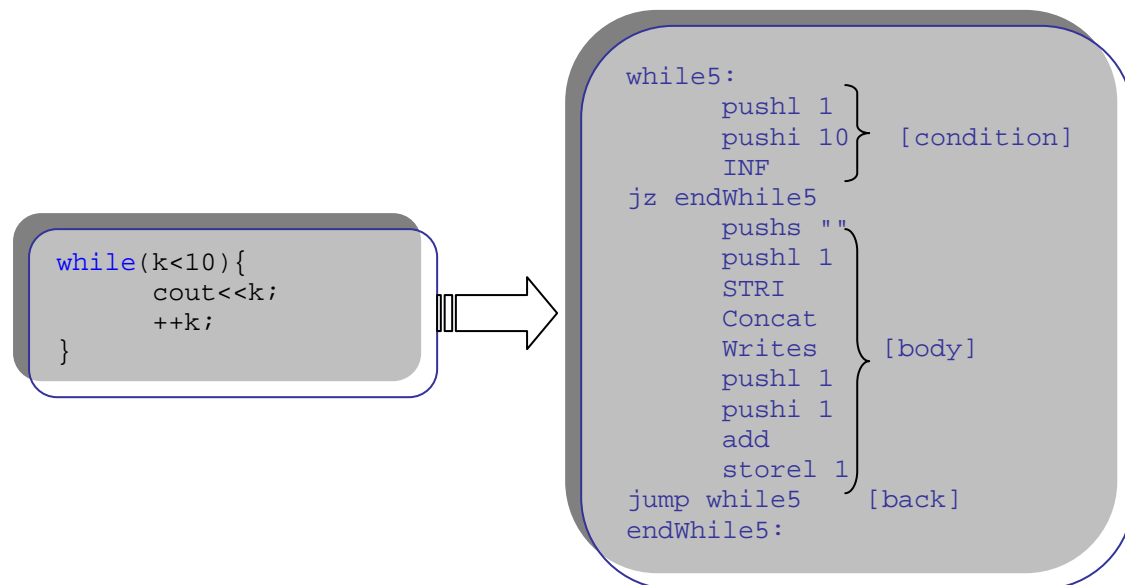 while(k<10){
cout<<k;
++k;
}
while5:
pushl 1
pushi 10 [condition]
INF
jz endWhile5
pushs ""
pushl 1
STRI
Concat
Writes [body]
pushl 1
pushi 1
add
storel 1
jump while5 [back]
endWhile5: